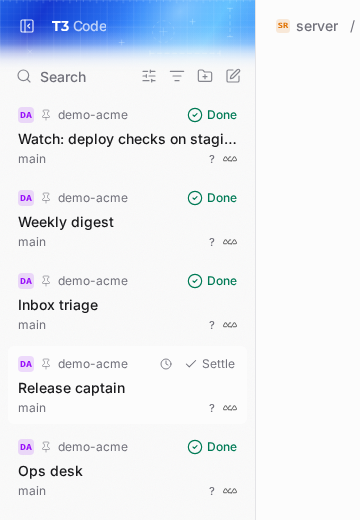 T3 Code
SR server /
Search
DA demo-acme Done
Watch: deploy checks on stagi...
main ?
DA demo-acme Done
Weekly digest
main ?
DA demo-acme Done
Inbox triage
main ?
DA demo-acme Settle
Release captain
main ?
DA demo-acme Done
Ops desk
main ?